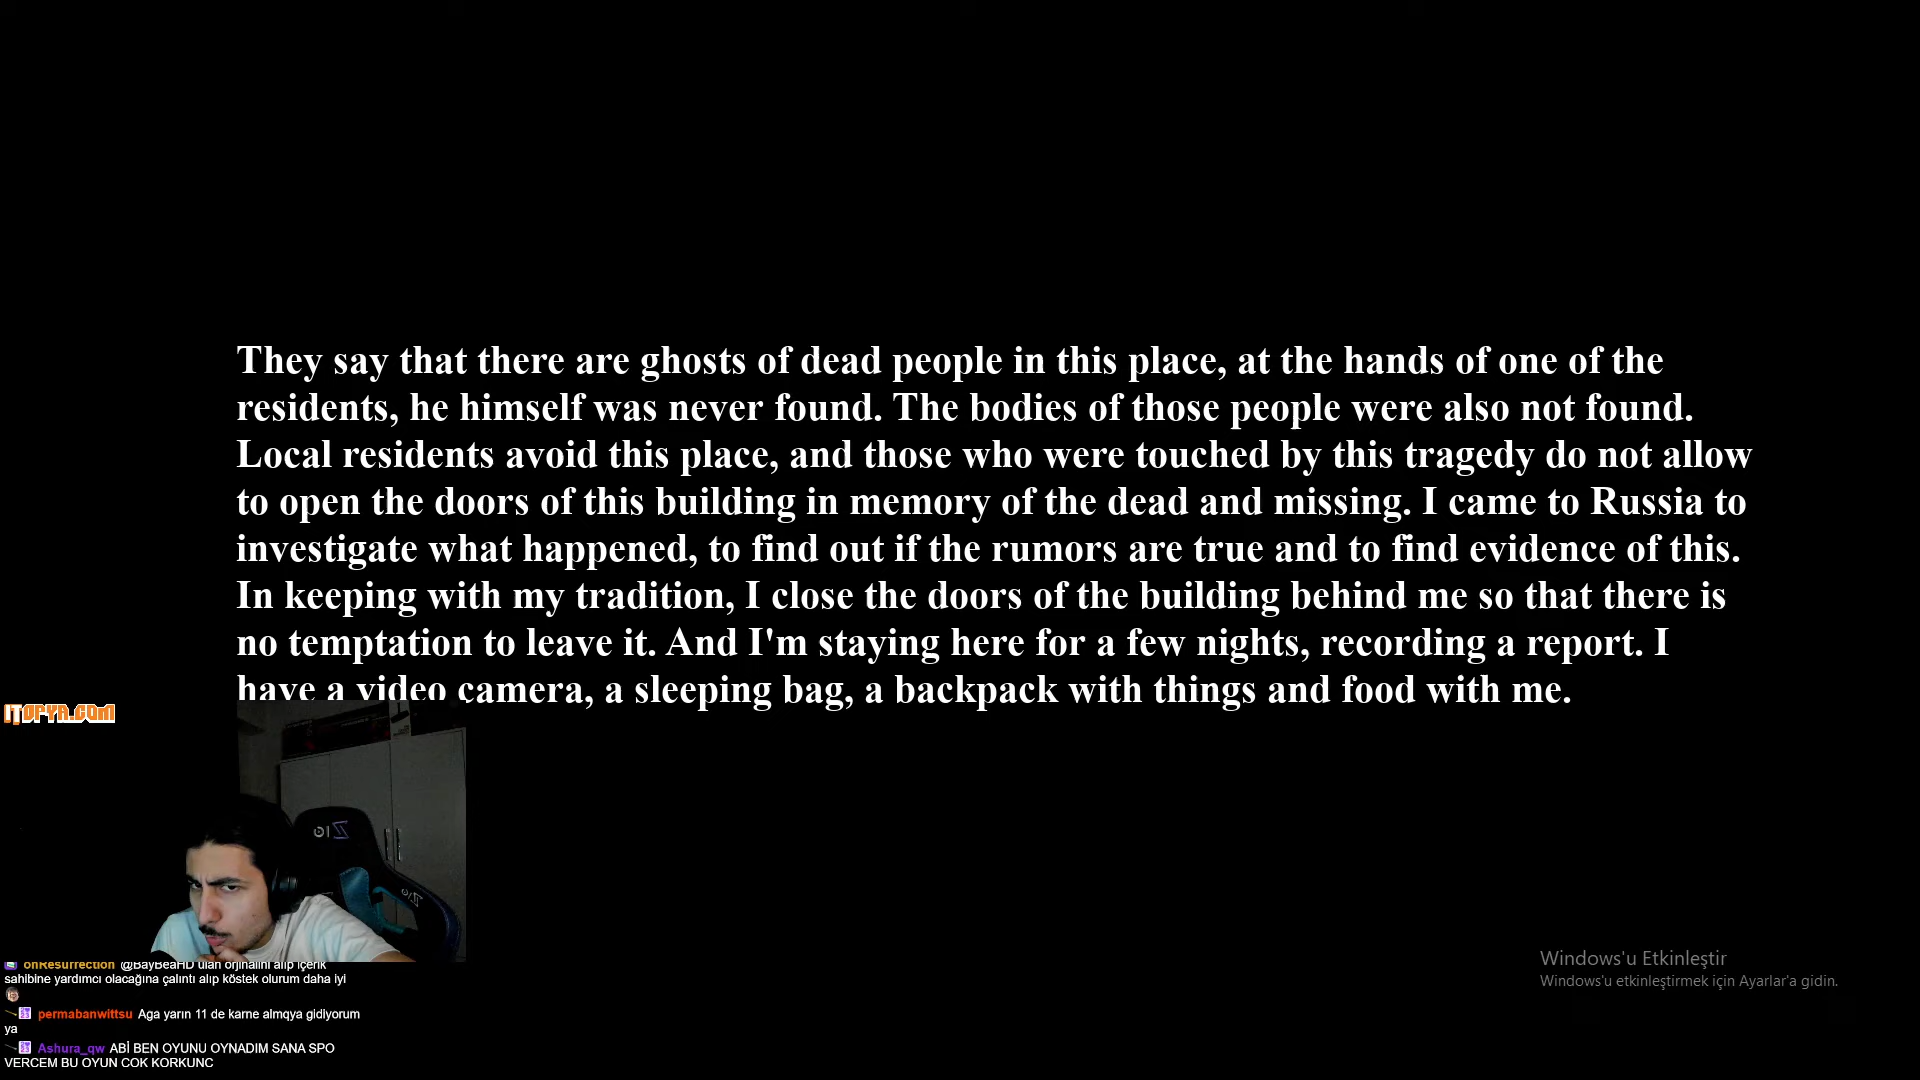 They say that there are ghosts of dead people in this place, at the hands of one of the
residents, he himself was never found. The bodies of those people were also not found.
Local residents avoid this place, and those who were touched by this tragedy do not allow
to open the doors of this building in memory of the dead and missing. I came to Russia to
investigate what happened, to find out if the rumors are true and to find evidence of this.
In keeping with my tradition, I close the doors of the building behind me so that there is
no temptation to leave it. And I'm staying here for a few nights, recording a report. I
have a video camera, a sleeping bag, a backpack with things and food with me.
ITOPYA.COM
onResurrection @BayBeaHD ulan orjinalini alıp içerik
sahibine yardımcı olacağına çalıntı alıp köstek olurum daha iyi
permabanwittsu Aga yarın 11 de karne almqya gidiyorum
ya
Ashura_qw ABİ BEN OYUNU OYNADIM SANA SPO
VERCEM BU OYUN COK KORKUNC
Windows'u Etkinleştir
Windows'u etkinleştirmek için Ayarlar'a gidin.